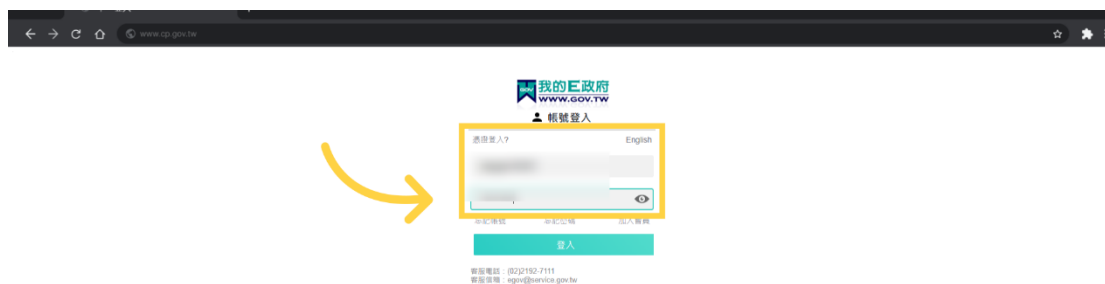 www.cp.gov.tw
GOV 我的E政府
WWW.GOV.TW
帳號登入
憑證登入? English
忘記帳號 忘記密碼 加入會員
登入
客服電話：(02)2192-7111
客服信箱：egov@service.gov.tw